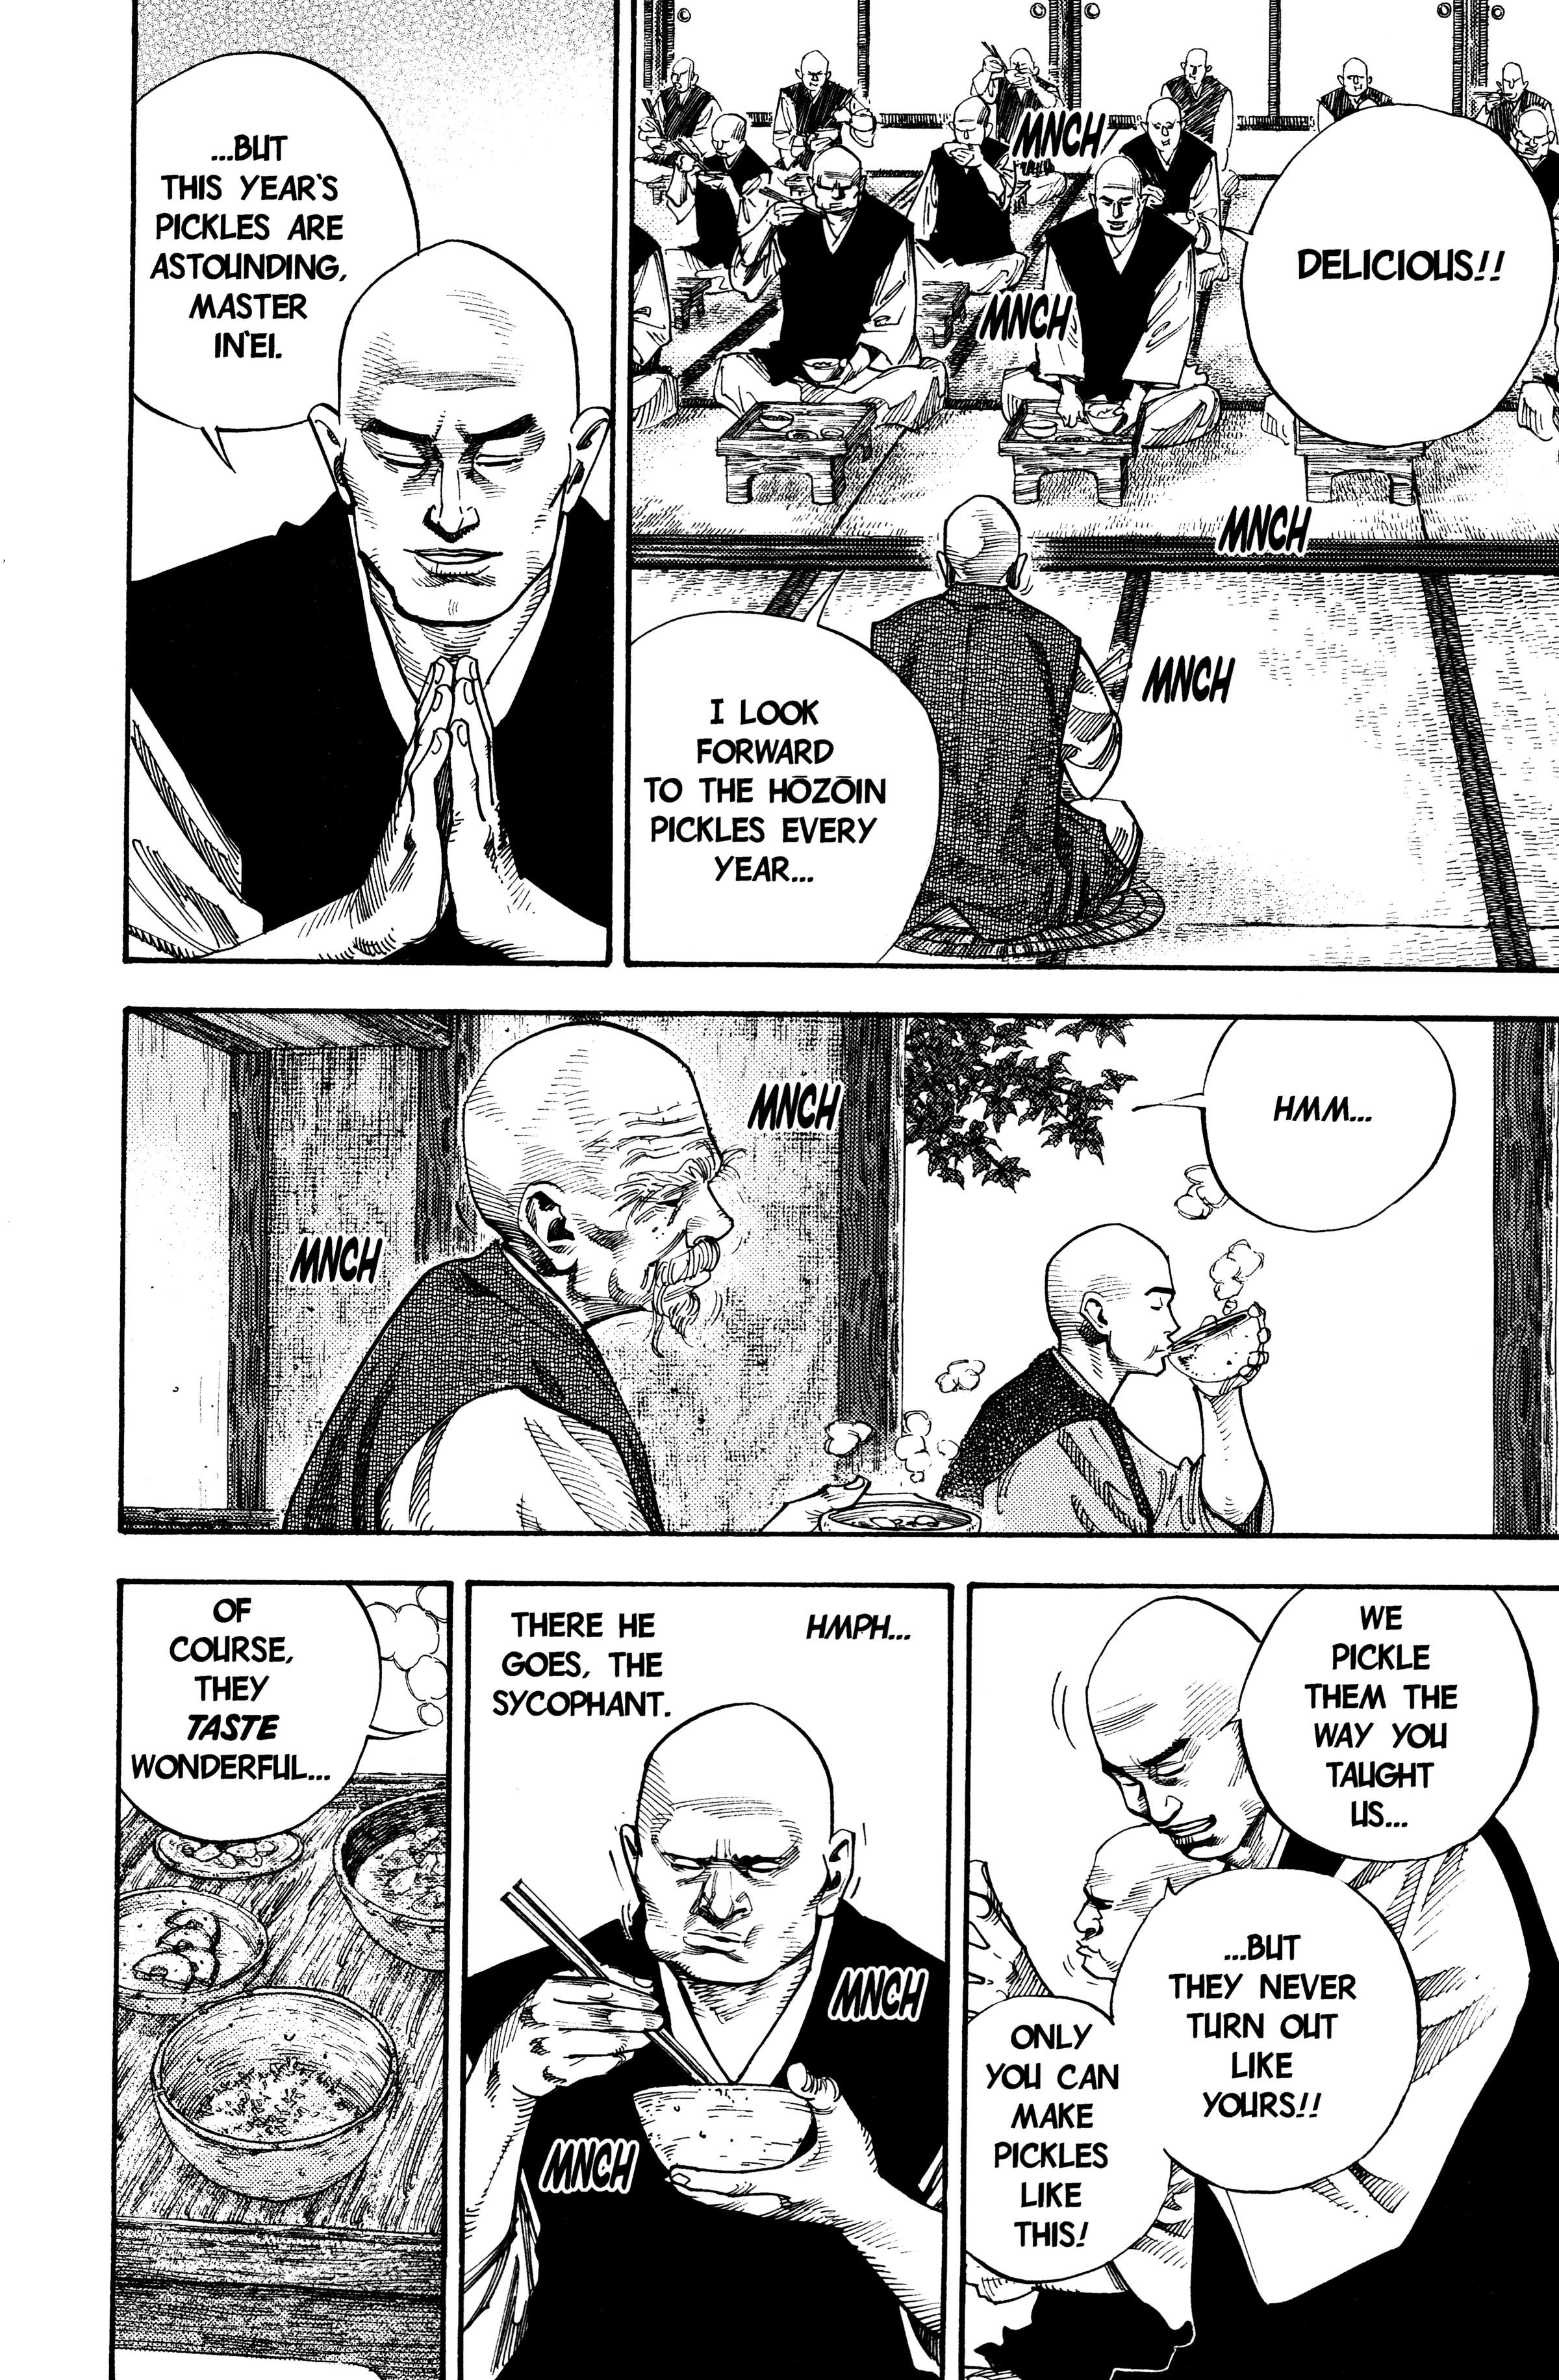 DELICIOUS!!
MNCH
MNCH
MNCH
MNCH
I LOOK
FORWARD
TO THE HŌZŌIN
PICKLES EVERY
YEAR...
...BUT
THIS YEAR'S
PICKLES ARE
ASTOUNDING,
MASTER
IN'EI.
HMM...
MNCH
MNCH
WE
PICKLE
THEM THE
WAY YOU
TAUGHT
US...
...BUT
THEY NEVER
TURN OUT
LIKE
YOURS!!
ONLY
YOU CAN
MAKE
PICKLES
LIKE
THIS!
HMPH...
THERE HE
GOES, THE
SYCOPHANT.
MNCH
MNCH
OF
COURSE,
THEY
TASTE
WONDERFUL...